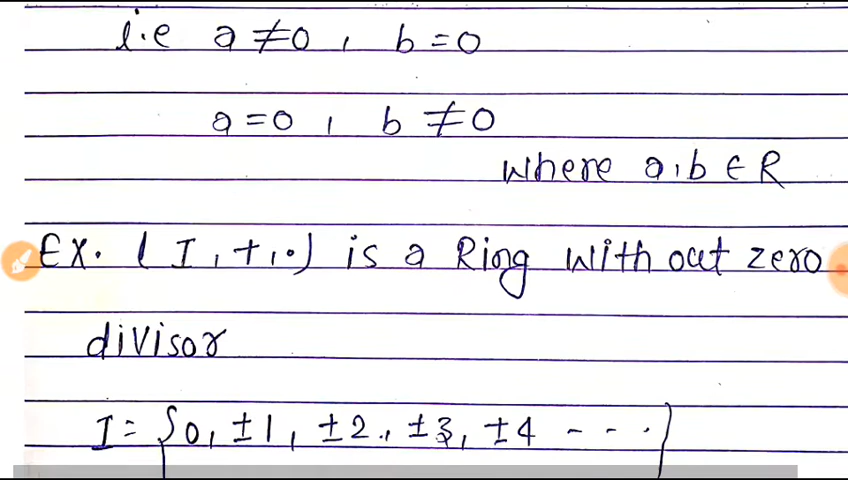 i.e a ≠ 0 , b = 0
a = 0 , b ≠ 0
where a,b ∈ R
Ex. (I, +, •) is a Ring with out zero
divisor
I = {0, ±1, ±2, ±3, ±4 - - - }